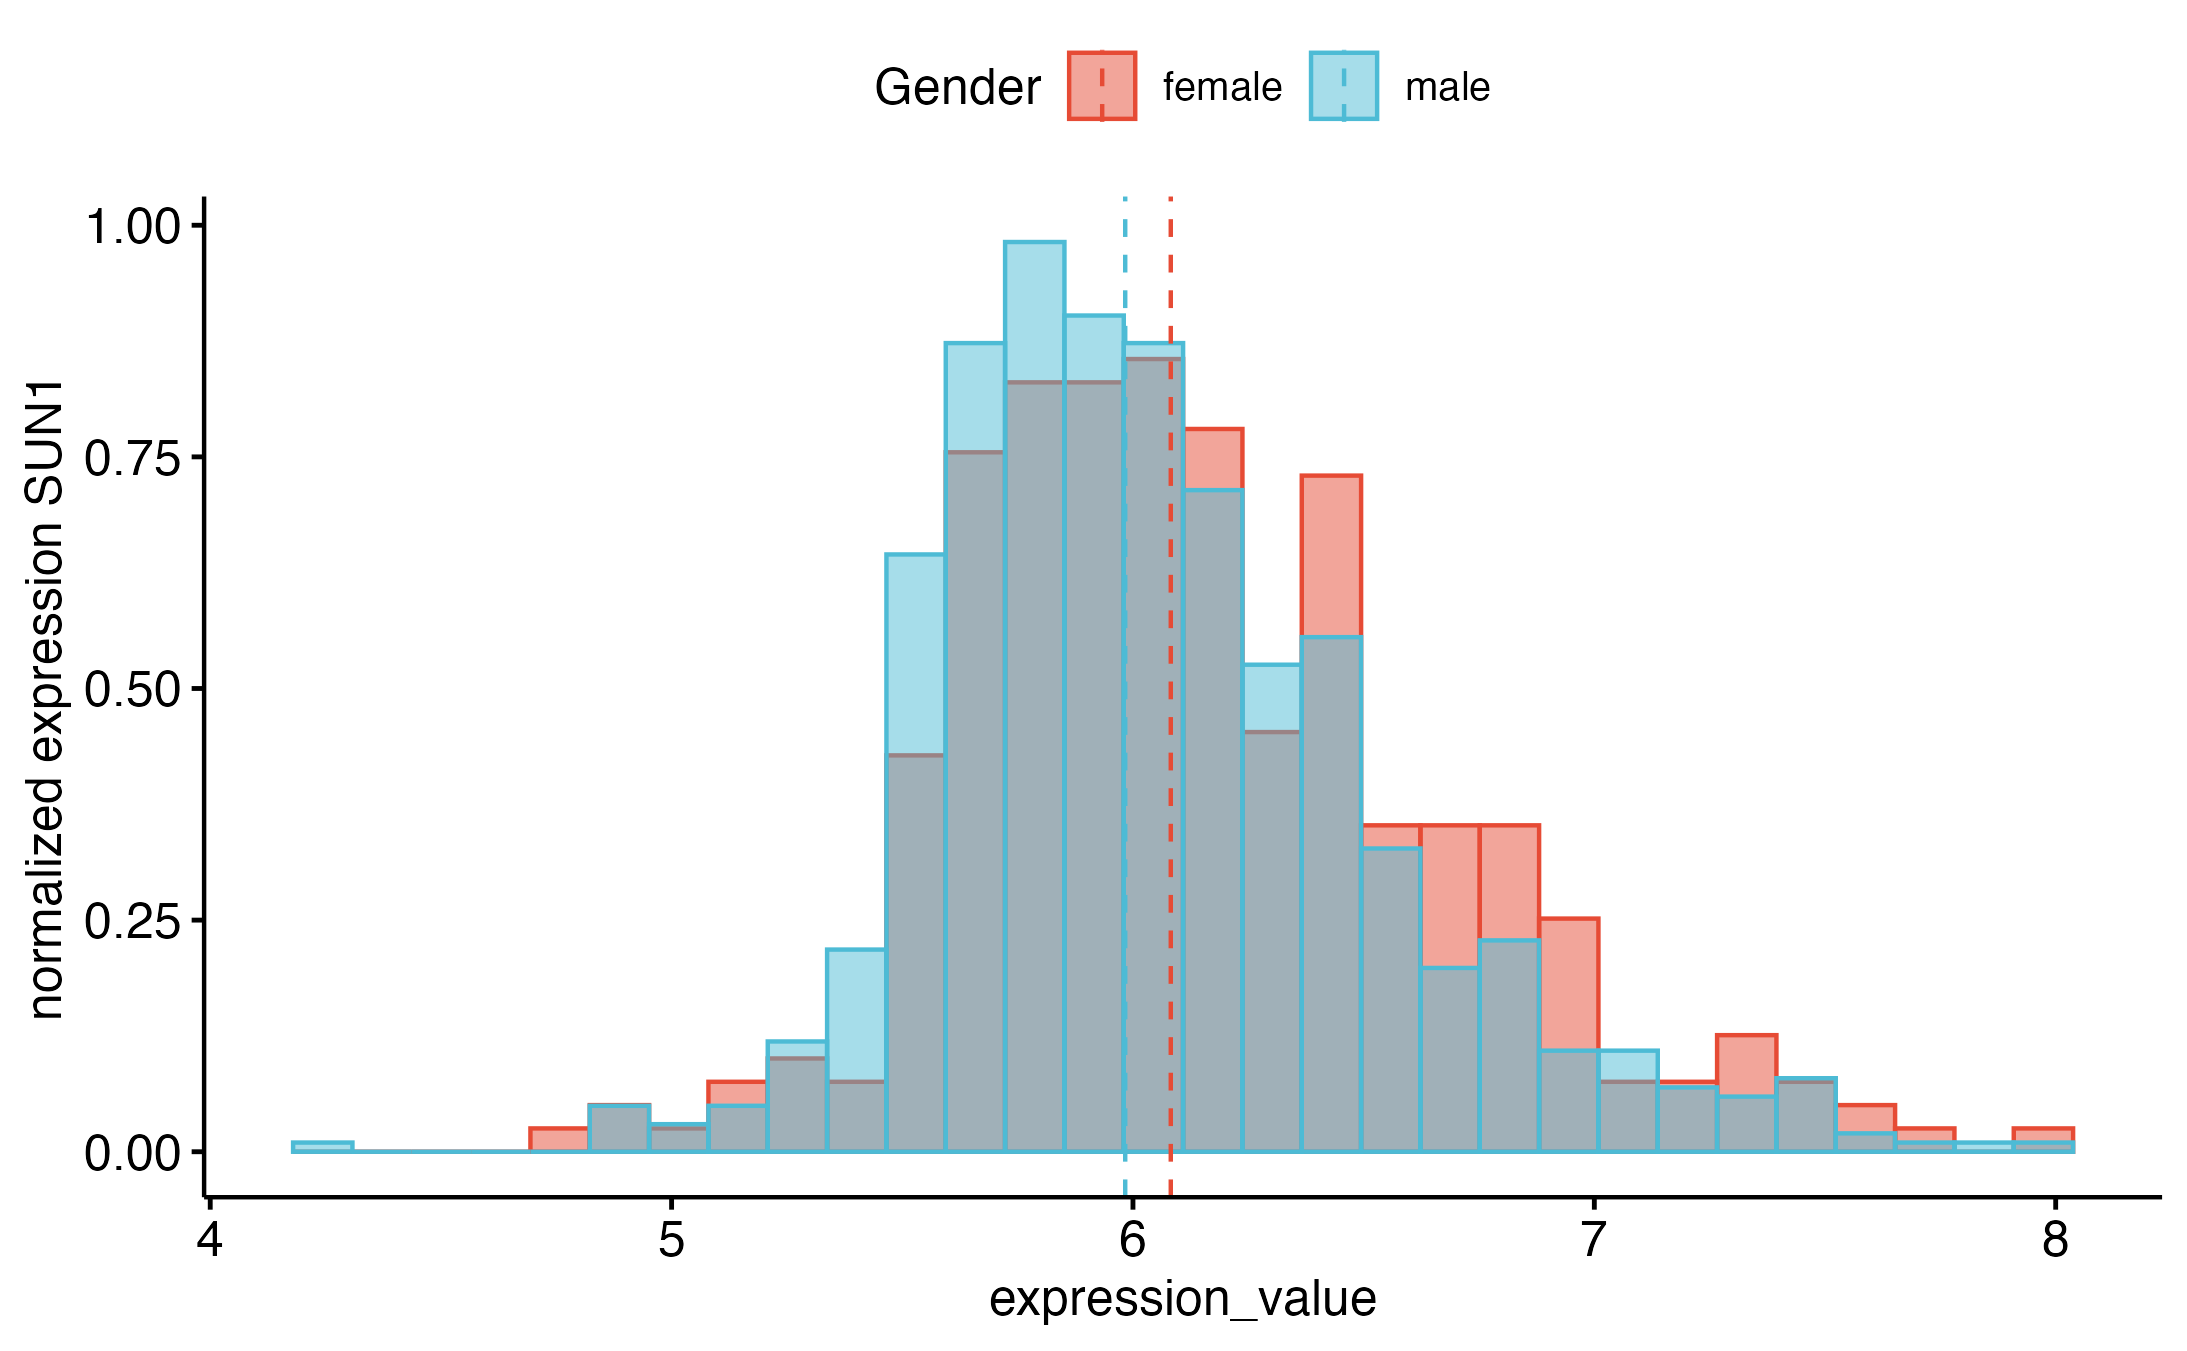 Gender female male
1.00
0.75
0.50
0.25
0.00
normalized expression SUN1
4 5 6 7 8
expression_value